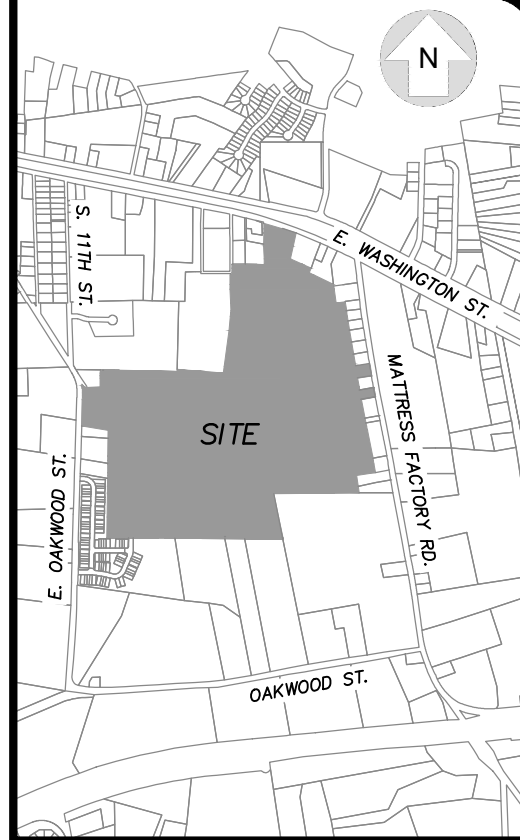 N
S. 11TH ST.
E. WASHINGTON ST.
MATTRESS FACTORY RD.
SITE
E. OAKWOOD ST.
OAKWOOD ST.